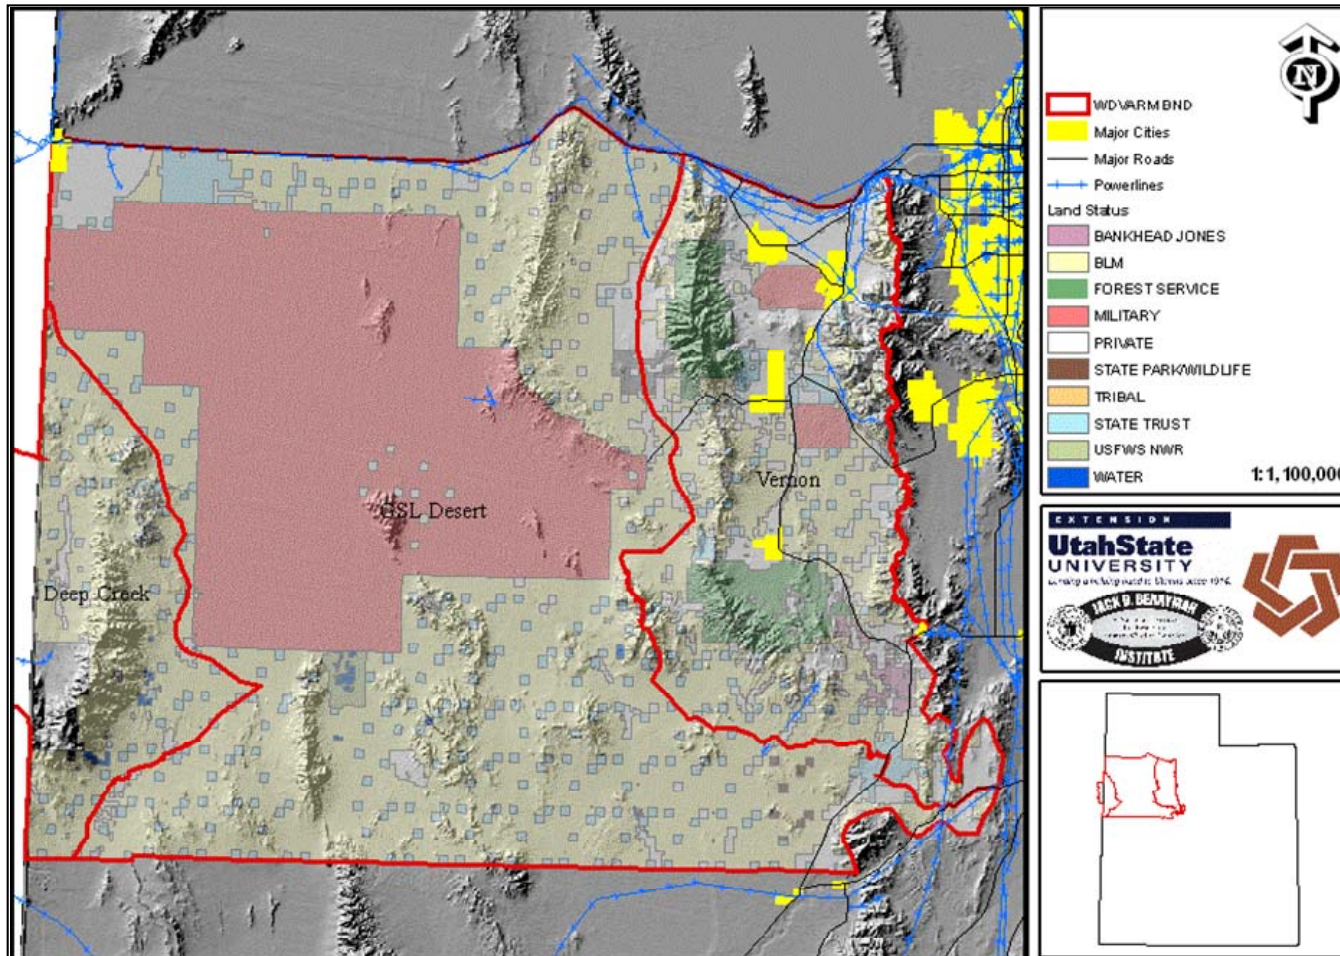 GSL Desert
Vernon
Deep Creek
N
WDVARM BND
Major Cities
Major Roads
Powerlines
Land Status
BANKHEAD JONES
BLM
FOREST SERVICE
MILITARY
PRIVATE
STATE PARK/WILDLIFE
TRIBAL
STATE TRUST
USFWS NWR
WATER
1:1,100,000
EXTENSION
UtahState
UNIVERSITY
JACK H. BERRYMAN
INSTITUTE